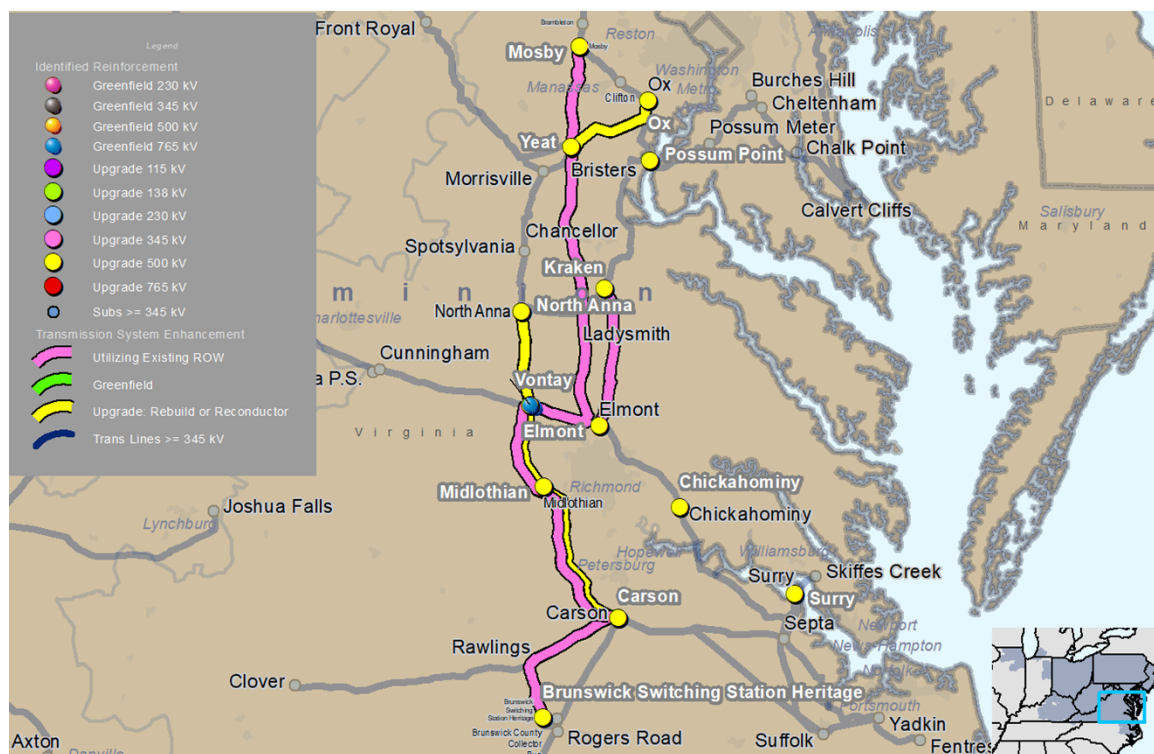 Legend
Identified Reinforcement
Greenfield 230 kV
Greenfield 345 kV
Greenfield 500 kV
Greenfield 765 kV
Upgrade 115 kV
Upgrade 138 kV
Upgrade 230 kV
Upgrade 345 kV
Upgrade 500 kV
Upgrade 765 kV
Subs >= 345 kV
Transmission System Enhancement
Utilizing Existing ROW
Greenfield
Upgrade: Rebuild or Reconductor
Trans Lines >= 345 kV
Front Royal
Brambleton
Reston
Mosby
Mosby
Washington
Metro
Manassas
Clifton
Ox
Ox
Burches Hill
Cheltenham
Possum Meter
Chalk Point
Delaware
Yeat
Bristers
Possum Point
Morrisville
Calvert Cliffs
Salisbury
Maryland
Chancellor
Spotsylvania
Kraken
min n
North Anna
North Anna
Ladysmith
Cunningham
P.S.
Vontay
Virginia
Elmont
Elmont
Midlothian
Midlothian
Richmond
Chickahominy
Chickahominy
Joshua Falls
Lynchburg
Hopewell
Williamsburg
Petersburg
Surry
Skiffes Creek
Surry
Carson
Carson
Septa
Newport
News-Hampton
Norfolk
Rawlings
Clover
Brunswick Switching Station Heritage
Brunswick
Switching
Station Heritage
Brunswick County
Collector
Rogers Road
Portsmouth
Yadkin
Suffolk
Fentres
Axton
Danville